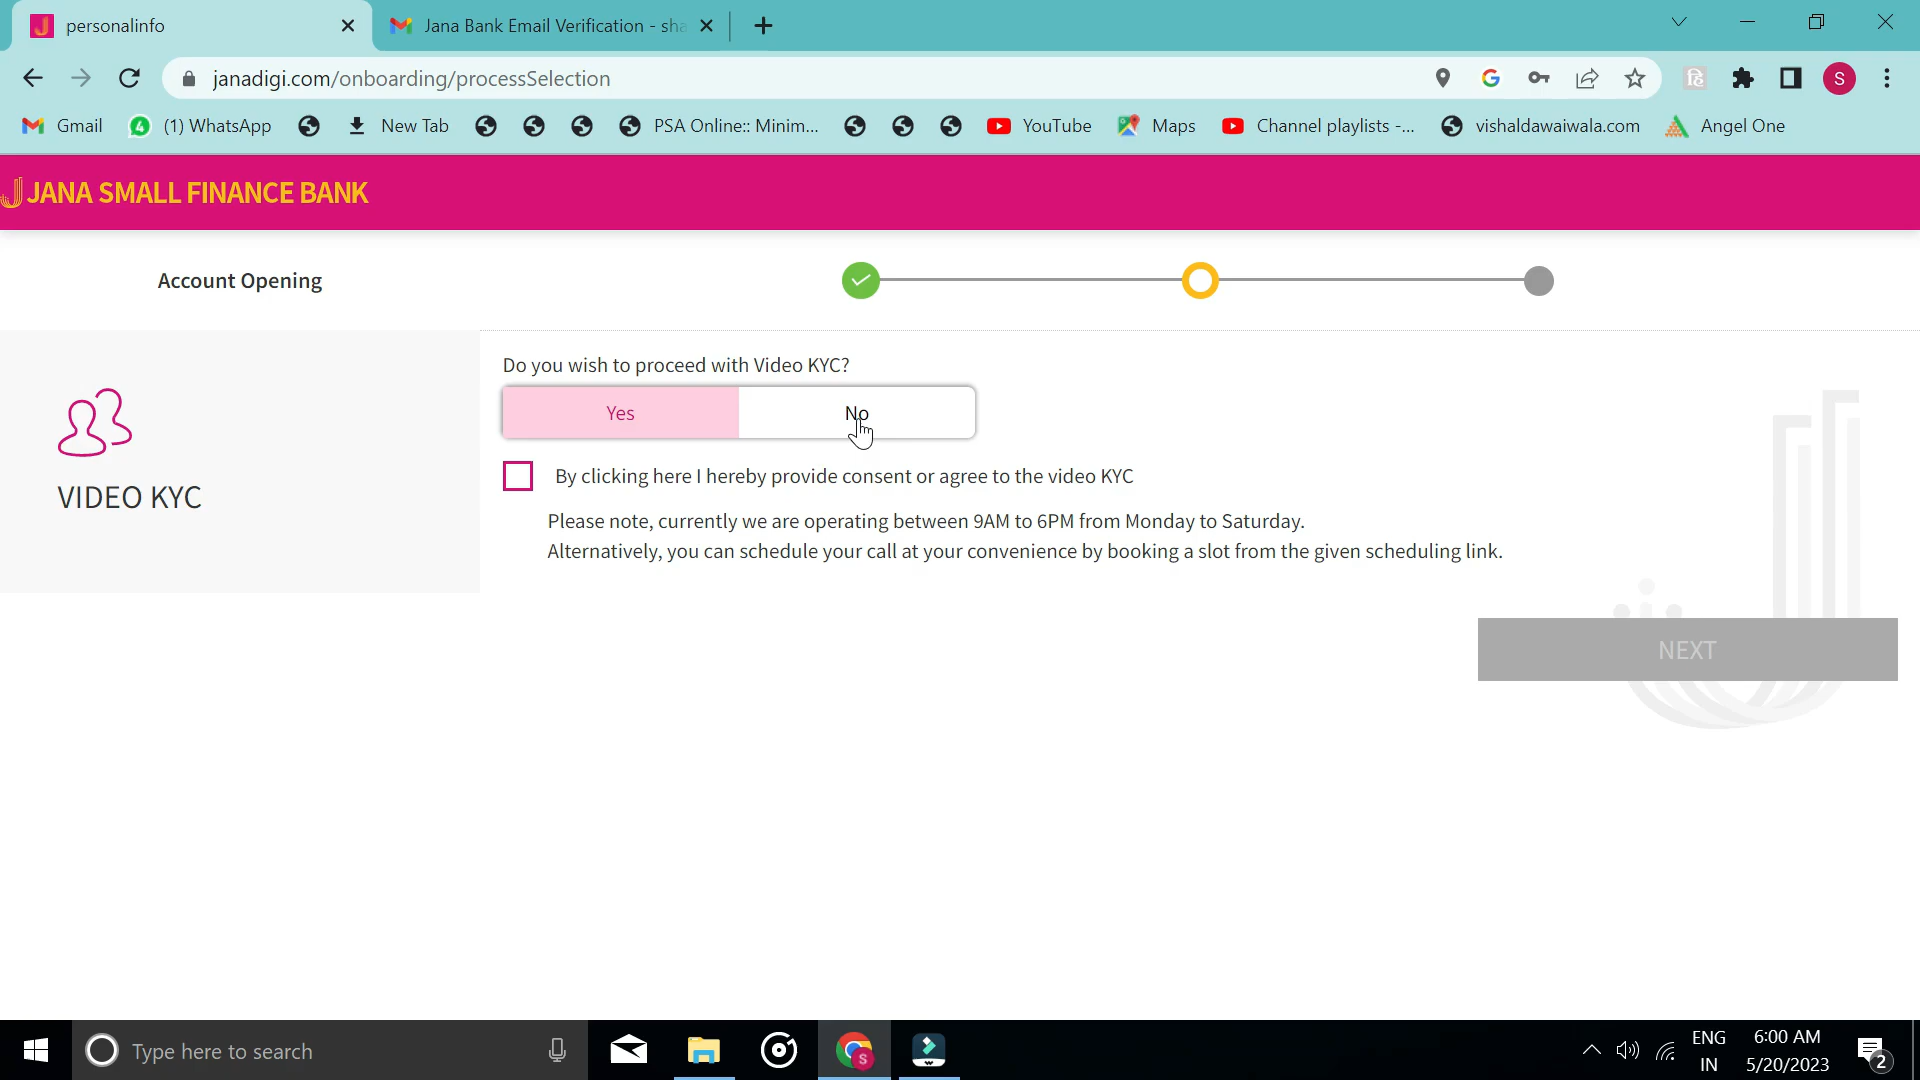 personalinfo
Jana Bank Email Verification - sha
janadigi.com/onboarding/processSelection
S
Gmail
4
(1) WhatsApp
New Tab
PSA Online:: Minim...
YouTube
Maps
Channel playlists -...
vishaldawaiwala.com
Angel One
JANA SMALL FINANCE BANK
Account Opening
VIDEO KYC
Do you wish to proceed with Video KYC?
Yes
No
By clicking here I hereby provide consent or agree to the video KYC
Please note, currently we are operating between 9AM to 6PM from Monday to Saturday.
Alternatively, you can schedule your call at your convenience by booking a slot from the given scheduling link.
NEXT
Type here to search
S
ENG
IN
6:00 AM
5/20/2023
2